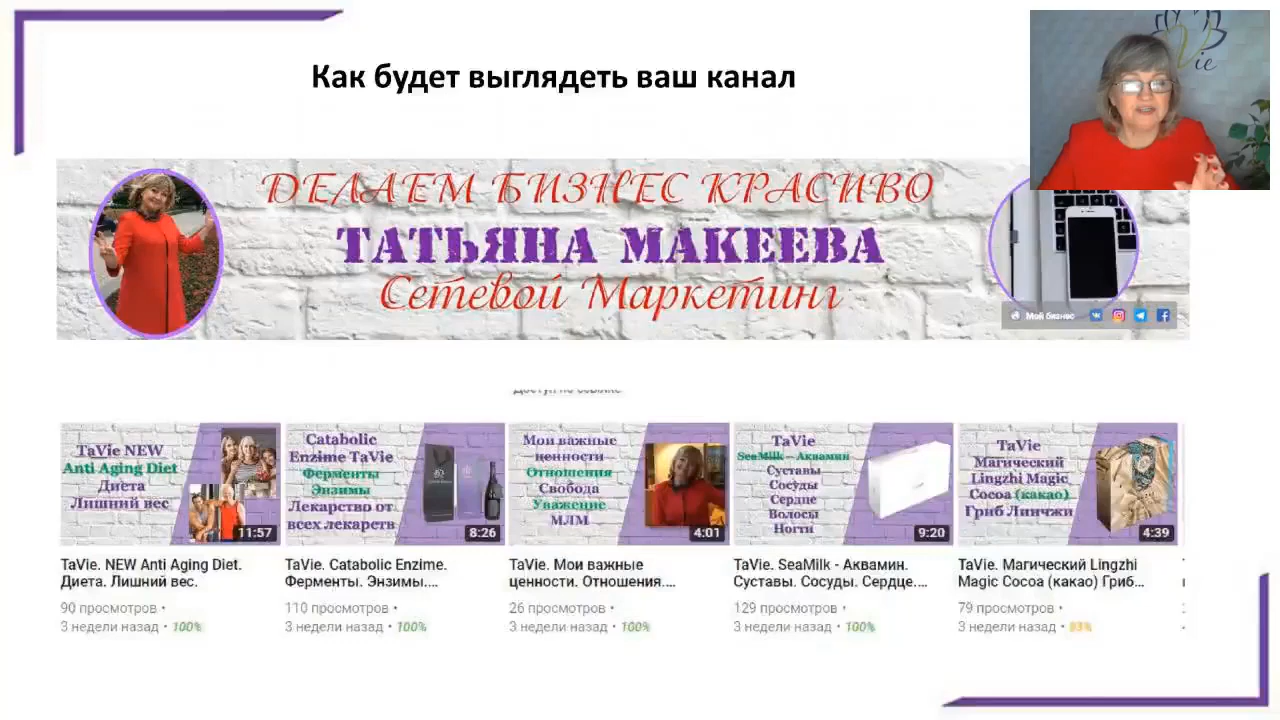 Как будет выглядеть ваш канал
Vie
ДЕЛАЕМ БИЗНЕС КРАСИВО
ТАТЬЯНА МАКЕЕВА
Сетевой Маркетинг
Мой бизнес
TaVie NEW
Anti Aging Diet
Диета
Лишний вес
11:57
Catabolic
Enzime TaVie
Ферменты
Энзимы
Лекарство от
всех лекарств
8:26
Мои важные
ценности
Отношения
Свобода
Уважение
МЛМ
4:01
TaVie
SeaMilk - Аквамин
Суставы
Сосуды
Сердце
Волосы
Ногти
9:20
TaVie
Магический
Lingzhi Magic
Cocoa (какао)
Гриб Линчжи
4:39
TaVie. NEW Anti Aging Diet.
Диета. Лишний вес.
90 просмотров •
3 недели назад • 100%
TaVie. Catabolic Enzime.
Ферменты. Энзимы....
110 просмотров •
3 недели назад • 100%
TaVie. Мои важные
ценности. Отношения....
26 просмотров •
3 недели назад • 100%
TaVie. SeaMilk - Аквамин.
Суставы. Сосуды. Сердце....
129 просмотров •
3 недели назад • 100%
TaVie. Магический Lingzhi
Magic Cocoa (какао) Гриб...
79 просмотров •
3 недели назад • 83%